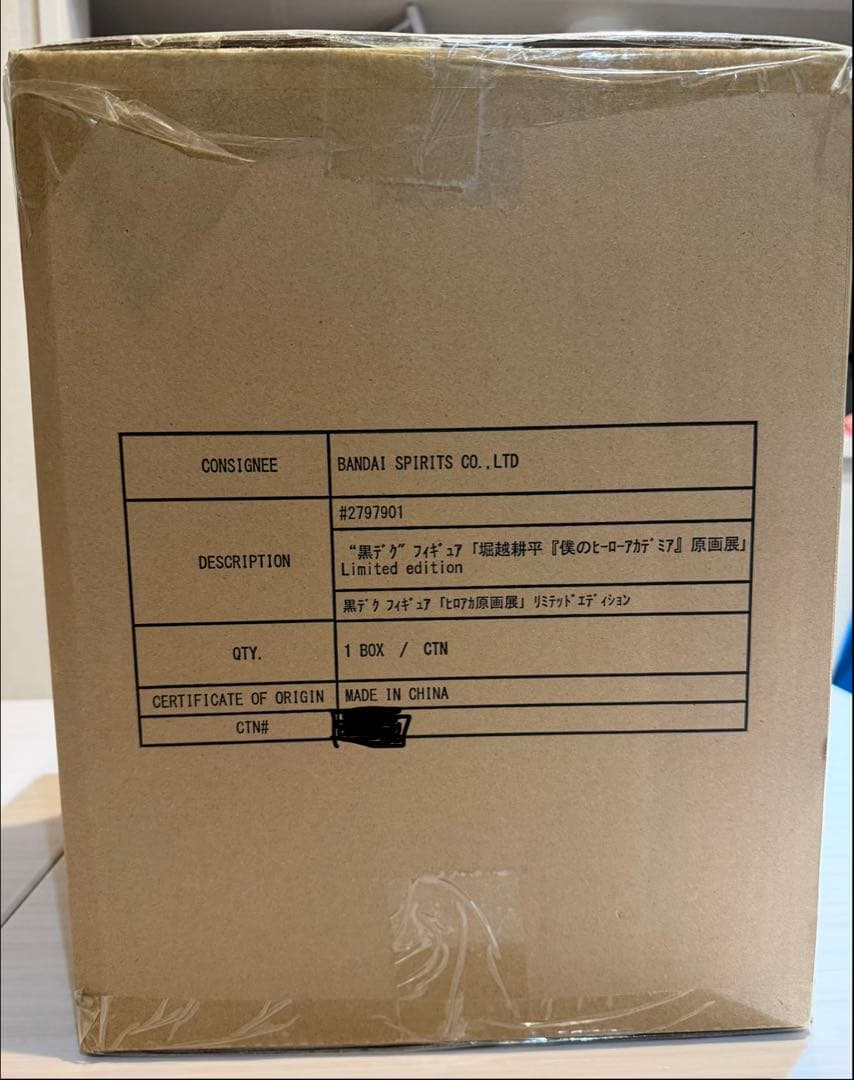 CONSIGNEE BANDAI SPIRITS CO.,LTD
DESCRIPTION #2797901
“黒ﾃﾞｸ” ﾌｨｷﾞｭｱ「堀越耕平『僕のﾋｰﾛｰｱｶﾃﾞﾐｱ』原画展」
Limited edition
黒ﾃﾞｸ ﾌｨｷﾞｭｱ「ﾋﾛｱｶ原画展」ﾘﾐﾃｯﾄﾞｴﾃﾞｨｼｮﾝ
QTY. 1 BOX / CTN
CERTIFICATE OF ORIGIN MADE IN CHINA
CTN#